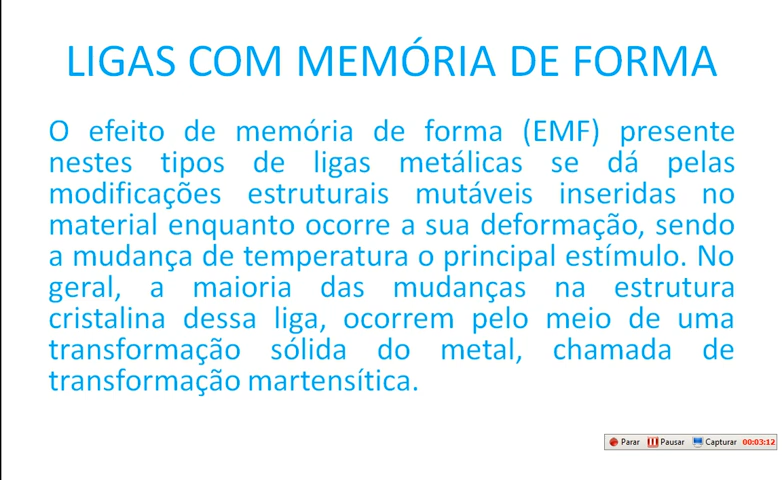 LIGAS COM MEMÓRIA DE FORMA
O efeito de memória de forma (EMF) presente
nestes tipos de ligas metálicas se dá pelas
modificações estruturais mutáveis inseridas no
material enquanto ocorre a sua deformação, sendo
a mudança de temperatura o principal estímulo. No
geral, a maioria das mudanças na estrutura
cristalina dessa liga, ocorrem pelo meio de uma
transformação sólida do metal, chamada de
transformação martensítica.
Parar Pausar Capturar 00:03:12